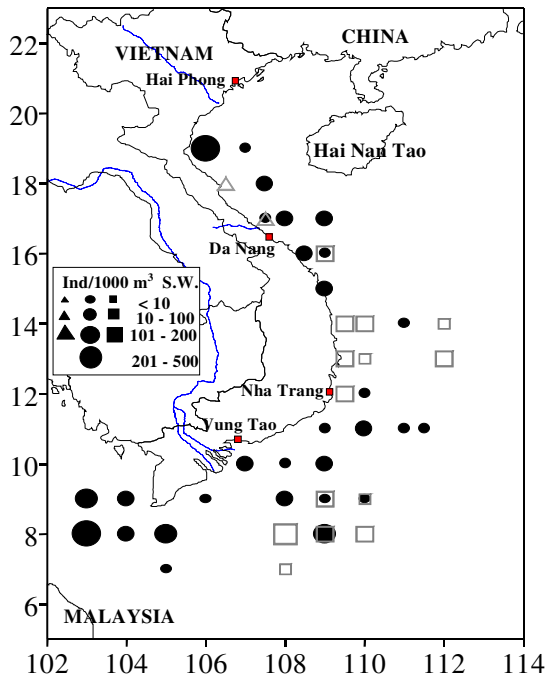 22
CHINA
VIETNAM
Hai Phong
20
Hai Nan Tao
18
16
Da Nang
Ind/1000 m³ S.W.
< 10
10 - 100
101 - 200
201 - 500
14
12
Nha Trang
Vung Tao
10
8
6
MALAYSIA
102 104 106 108 110 112 114